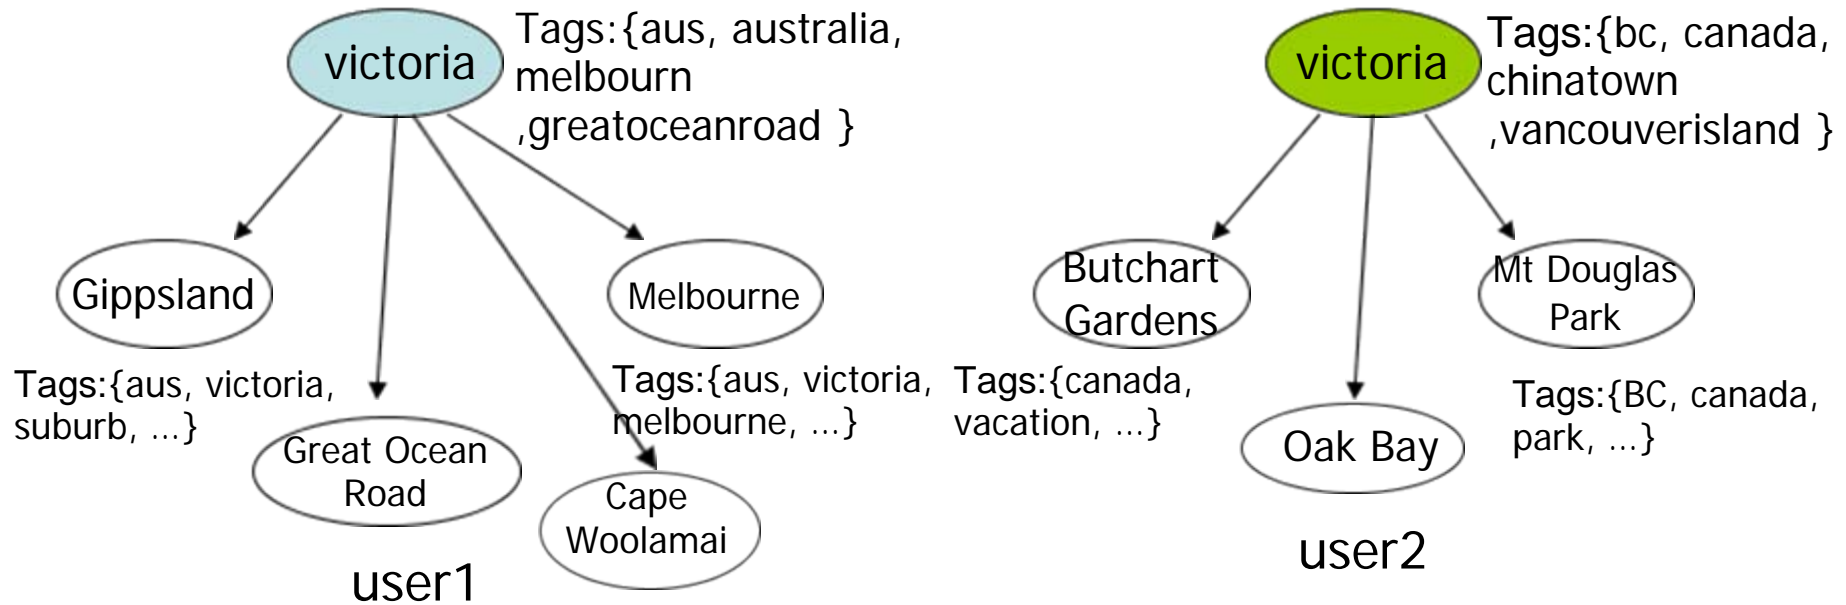 victoria
Tags:{aus, australia,
melbourn
,greatoceanroad }
Gippsland
Melbourne
Tags:{aus, victoria,
suburb, ...}
Tags:{aus, victoria,
melbourne, ...}
Great Ocean
Road
Cape
Woolamai
user1
victoria
Tags:{bc, canada,
chinatown
,vancouverisland }
Butchart
Gardens
Mt Douglas
Park
Tags:{canada,
vacation, ...}
Tags:{BC, canada,
park, ...}
Oak Bay
user2